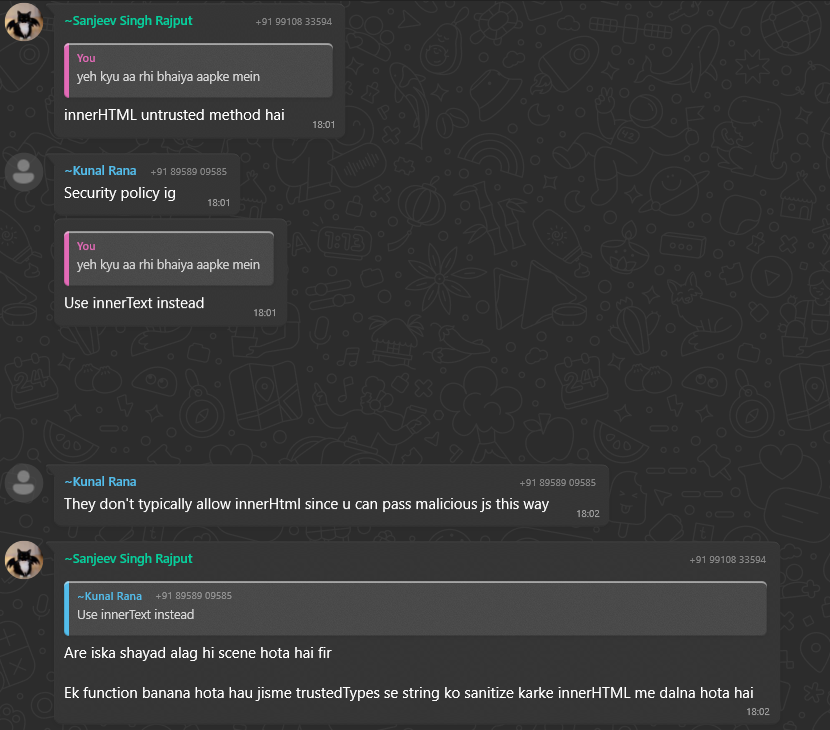 ~Sanjeev Singh Rajput +91 99108 33594
You
yeh kyu aa rhi bhaiya aapke mein
innerHTML untrusted method hai
18:01
~Kunal Rana +91 89589 09585
Security policy ig
18:01
You
yeh kyu aa rhi bhaiya aapke mein
Use innerText instead
18:01
~Kunal Rana +91 89589 09585
They don't typically allow innerHtml since u can pass malicious js this way
18:02
~Sanjeev Singh Rajput +91 99108 33594
~Kunal Rana +91 89589 09585
Use innerText instead
Are iska shayad alag hi scene hota hai fir
Ek function banana hota hau jisme trustedTypes se string ko sanitize karke innerHTML me dalna hota hai
18:02